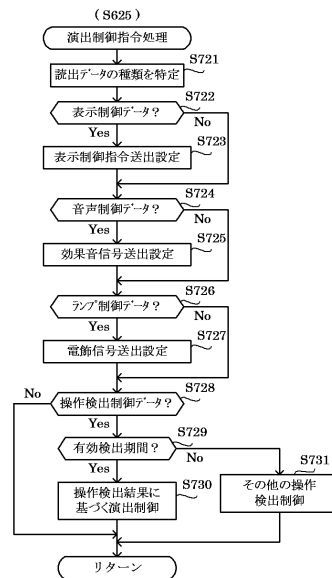 (S625)
演出制御指令処理
S721
読出データの種類を特定
S722
表示制御データ?
No
Yes
S723
表示制御指令送出設定
S724
音声制御データ?
No
Yes
S725
効果音信号送出設定
S726
ランプ制御データ?
No
Yes
S727
電飾信号送出設定
S728
No
操作検出制御データ?
Yes
S729
有効検出期間?
No
Yes
S730
操作検出結果に
基づく演出制御
S731
その他の操作
検出制御
リターン